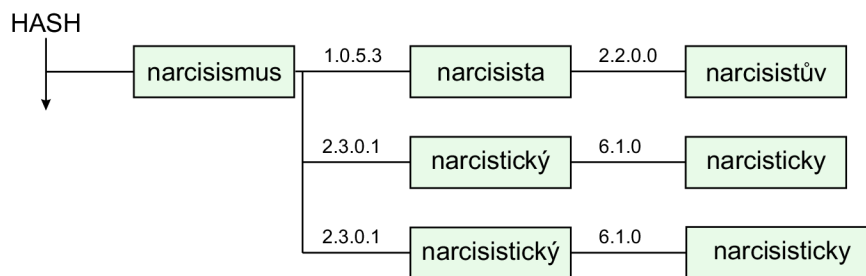 HASH
narcisismus 1.0.5.3 narcisista 2.2.0.0 narcisistův
2.3.0.1 narcistický 6.1.0 narcisticky
2.3.0.1 narcisistický 6.1.0 narcisisticky